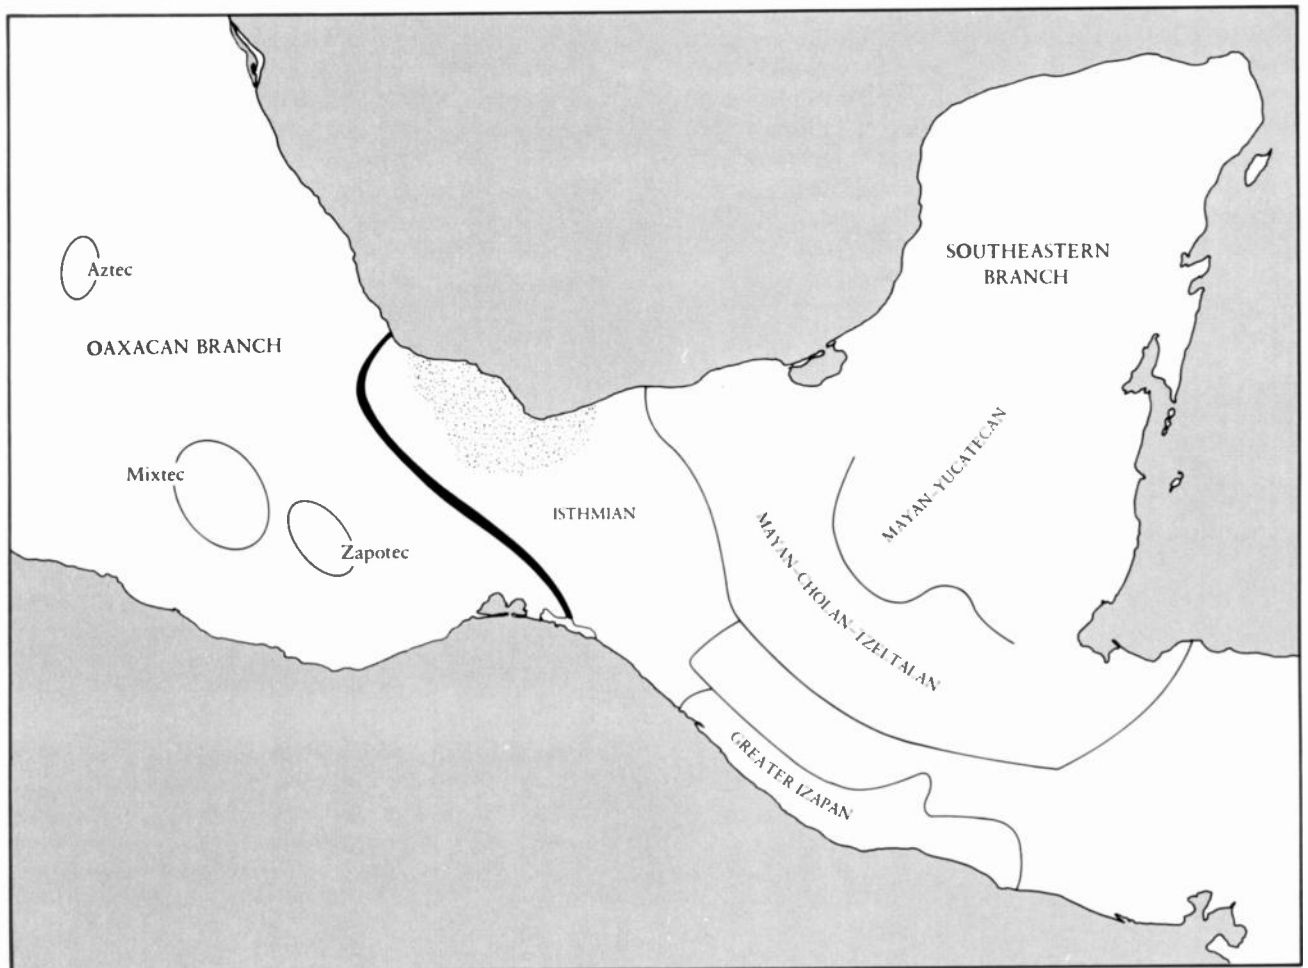 Aztec
OAXACAN BRANCH
Mixtec
Zapotec
ISTHMIAN
SOUTHEASTERN
BRANCH
MAYAN-YUCATECAN
MAYAN-CHOLAN-TZELTALAN
GREATER IZAPAN